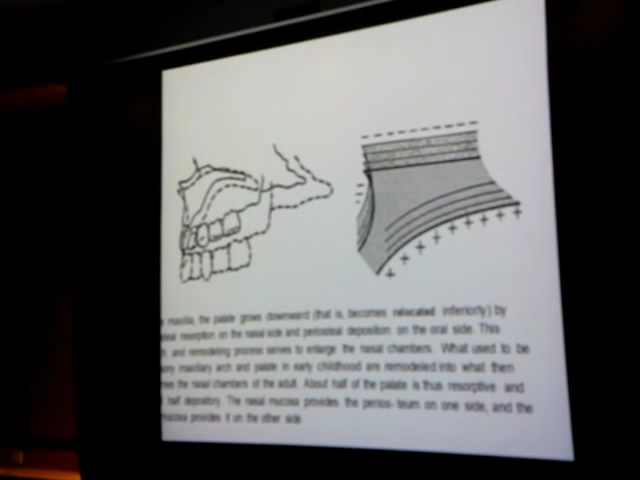 maxilla, the palate grows downward (that is, becomes relocated inferiorly) by
resorption on the nasal side and periosteal deposition on the oral side. This
and remodeling process serves to enlarge the nasal chambers. What used to be
maxillary arch and palate in early childhood are remodeled into what then
the nasal chambers of the adult. About half of the palate is thus resorptive and
half depository. The nasal mucosa provides the perios- teum on one side, and the
mucosa provides it on the other side